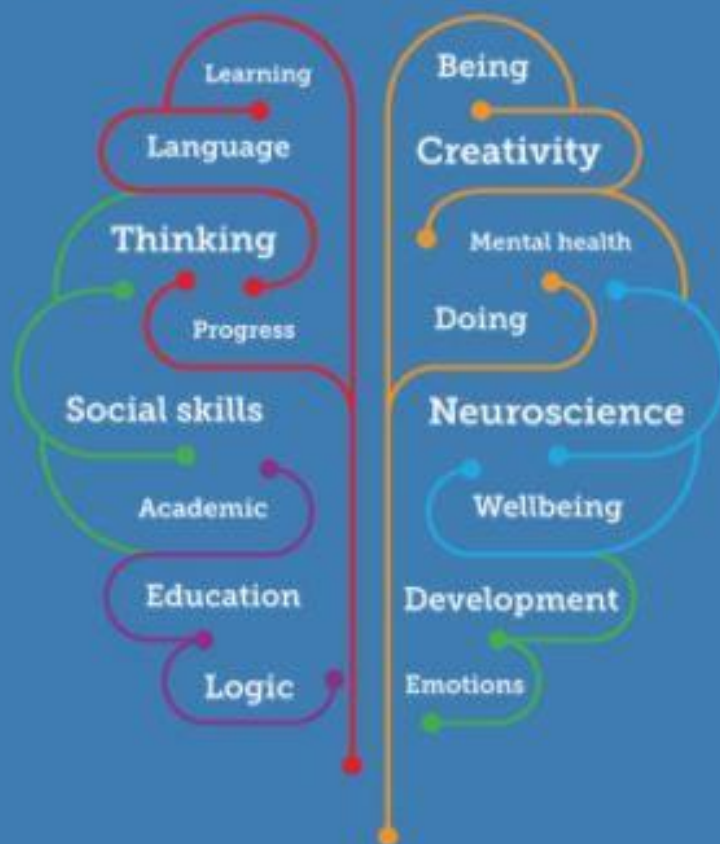 Learning
Language
Thinking
Progress
Social skills
Academic
Education
Logic
Being
Creativity
Mental health
Doing
Neuroscience
Wellbeing
Development
Emotions